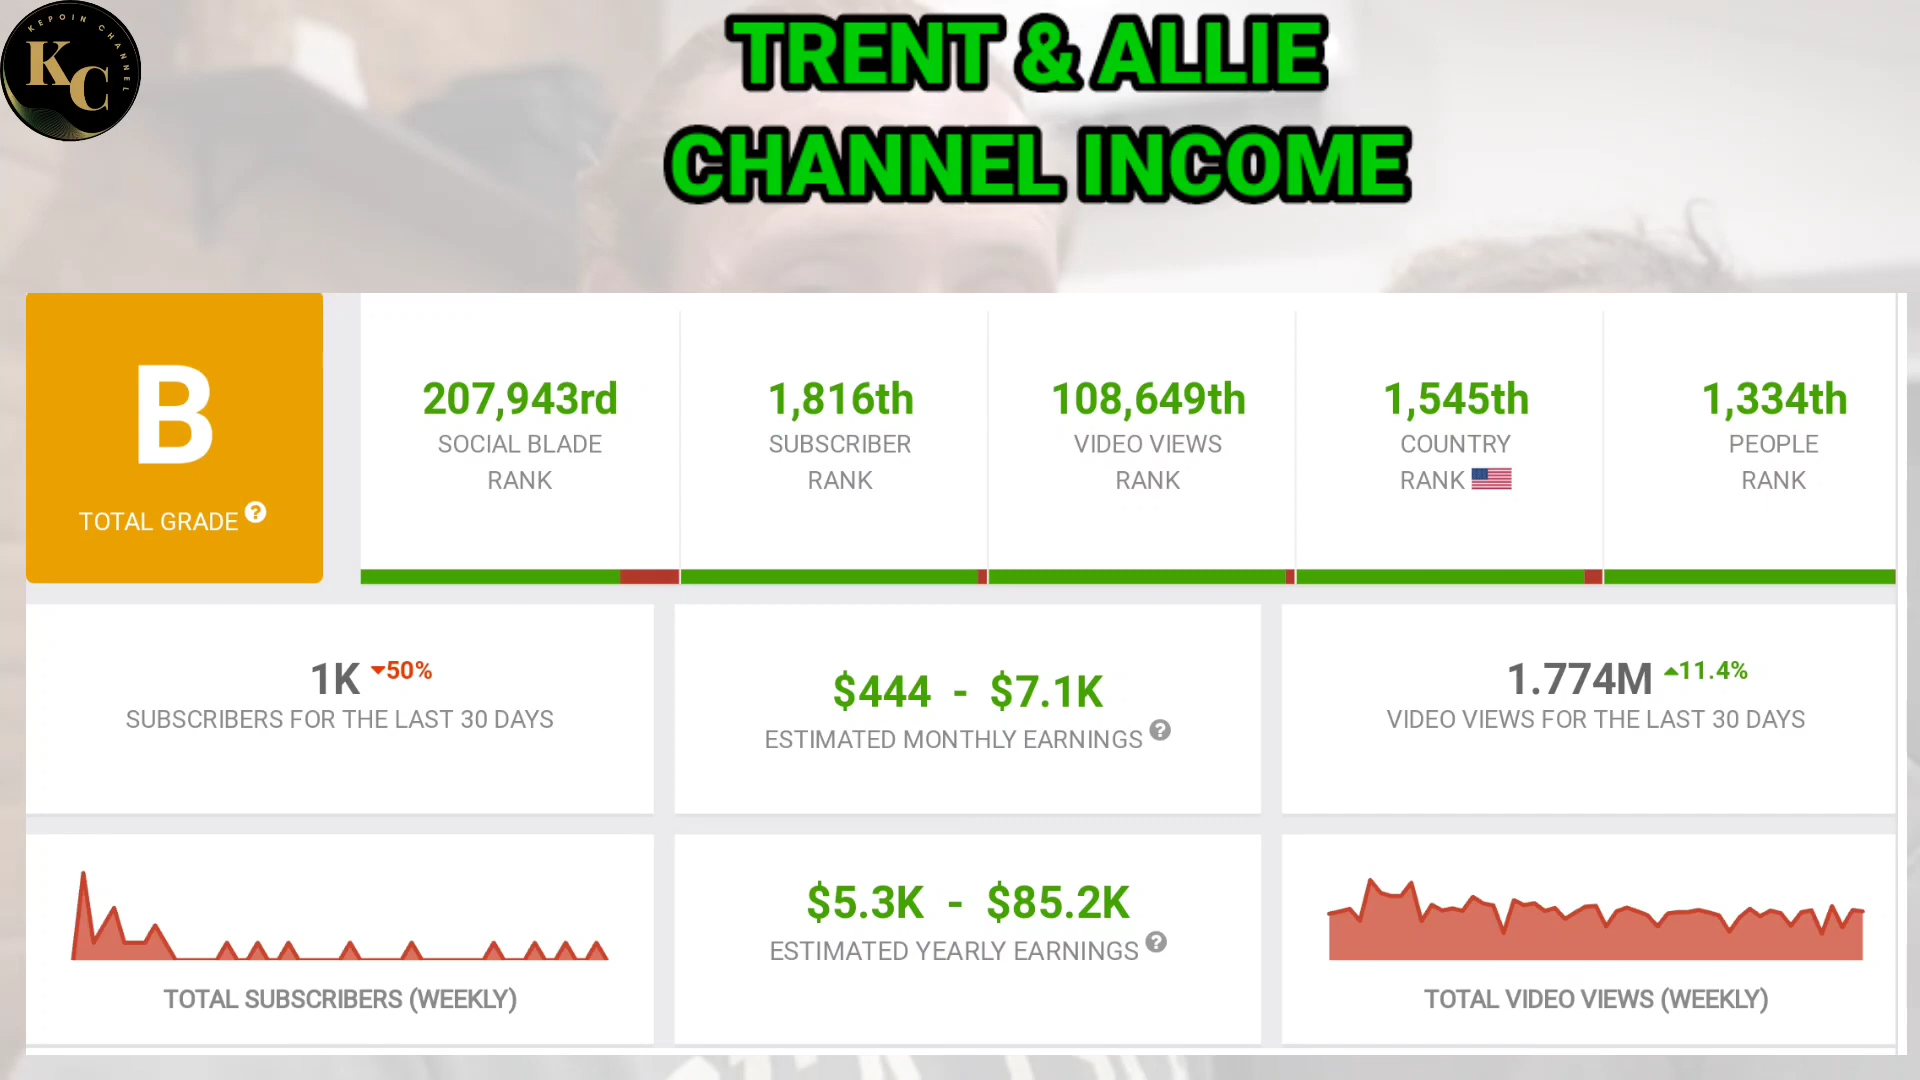 KEPOIN CHANNEL
KC
TRENT & ALLIE
CHANNEL INCOME
B
TOTAL GRADE ?
207,943rd
SOCIAL BLADE
RANK
1,816th
SUBSCRIBER
RANK
108,649th
VIDEO VIEWS
RANK
1,545th
COUNTRY
RANK
1,334th
PEOPLE
RANK
1K 50%
SUBSCRIBERS FOR THE LAST 30 DAYS
$444 - $7.1K
ESTIMATED MONTHLY EARNINGS ?
1.774M 11.4%
VIDEO VIEWS FOR THE LAST 30 DAYS
TOTAL SUBSCRIBERS (WEEKLY)
$5.3K - $85.2K
ESTIMATED YEARLY EARNINGS ?
TOTAL VIDEO VIEWS (WEEKLY)